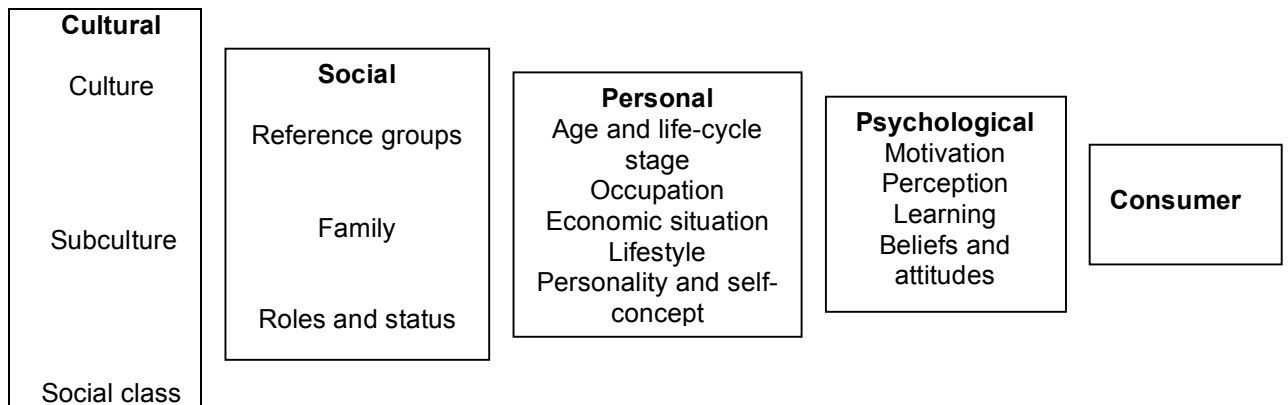 Cultural
Culture
Subculture
Social class
Social
Reference groups
Family
Roles and status
Personal
Age and life-cycle
stage
Occupation
Economic situation
Lifestyle
Personality and self-
concept
Psychological
Motivation
Perception
Learning
Beliefs and
attitudes
Consumer